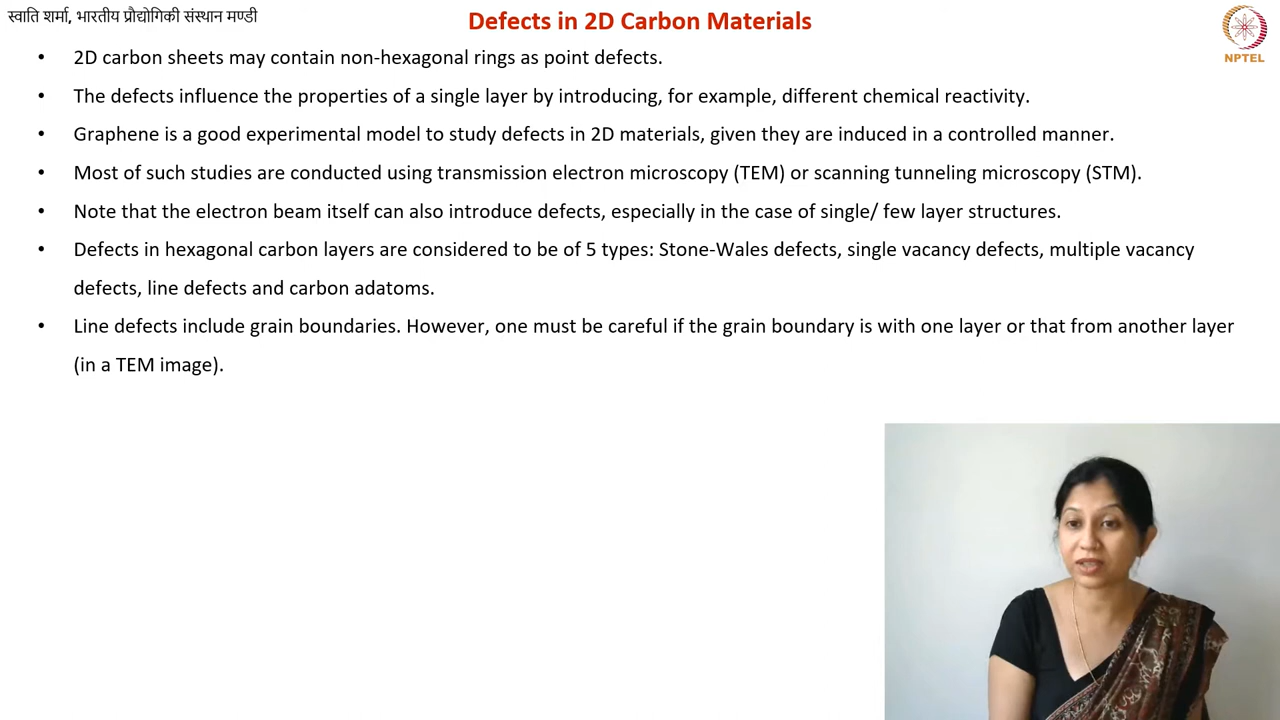 स्वाति शर्मा, भारतीय प्रौद्योगिकी संस्थान मण्डी
Defects in 2D Carbon Materials
NPTEL
• 2D carbon sheets may contain non-hexagonal rings as point defects.
• The defects influence the properties of a single layer by introducing, for example, different chemical reactivity.
• Graphene is a good experimental model to study defects in 2D materials, given they are induced in a controlled manner.
• Most of such studies are conducted using transmission electron microscopy (TEM) or scanning tunneling microscopy (STM).
• Note that the electron beam itself can also introduce defects, especially in the case of single/ few layer structures.
• Defects in hexagonal carbon layers are considered to be of 5 types: Stone-Wales defects, single vacancy defects, multiple vacancy
defects, line defects and carbon adatoms.
• Line defects include grain boundaries. However, one must be careful if the grain boundary is with one layer or that from another layer
(in a TEM image).